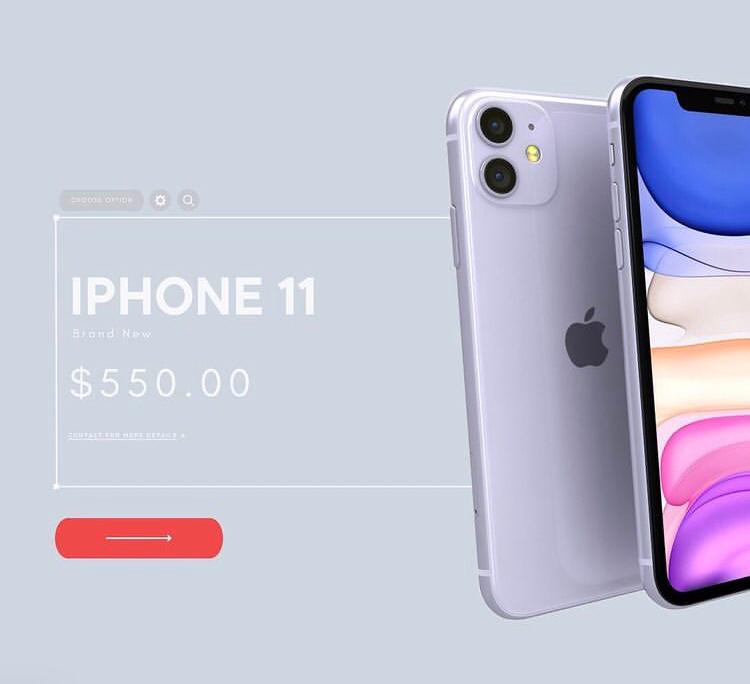 CHOOSE OPTION
IPHONE 11
Brand New
$550.00
CONTACT FOR MORE DETAILS